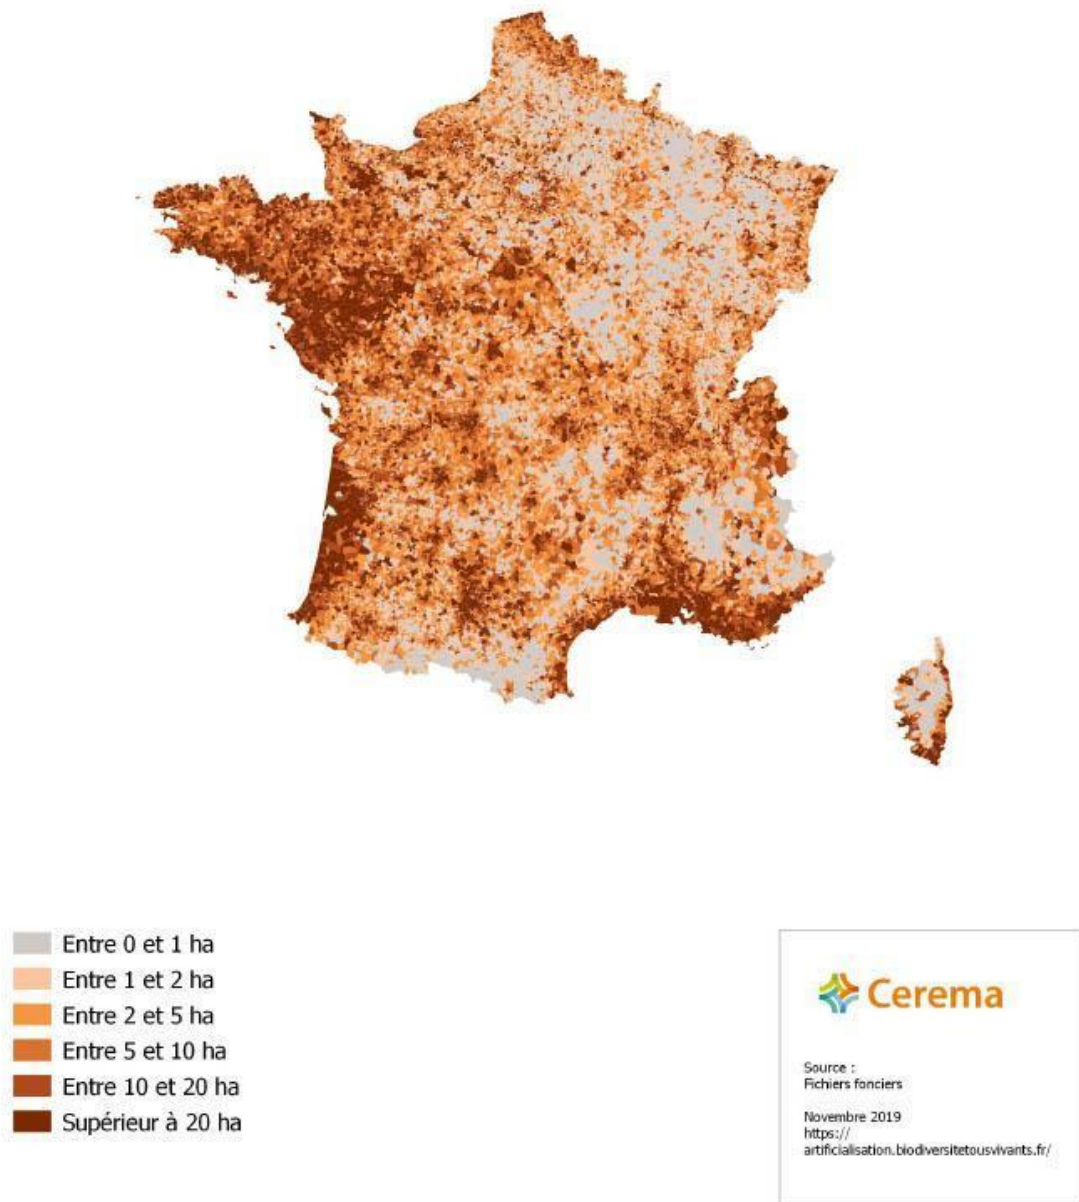 Entre 0 et 1 ha
Entre 1 et 2 ha
Entre 2 et 5 ha
Entre 5 et 10 ha
Entre 10 et 20 ha
Supérieur à 20 ha
Cerema
Source :
Fichiers fonciers
Novembre 2019
https://
artificialisation.biodiversitetousvivants.fr/